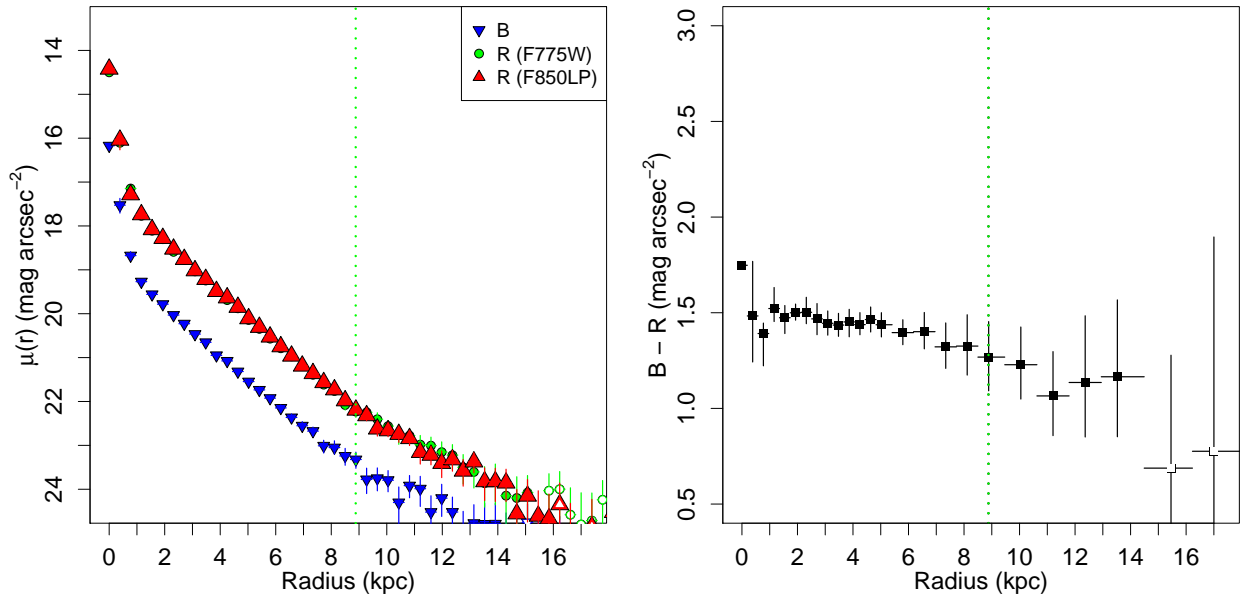 B
R (F775W)
R (F850LP)
14
16
18
20
22
24
μ(r) (mag arcsec−2)
0 2 4 6 8 10 12 14 16
Radius (kpc)
3.0
2.5
2.0
1.5
1.0
0.5
B − R (mag arcsec−2)
0 2 4 6 8 10 12 14 16
Radius (kpc)